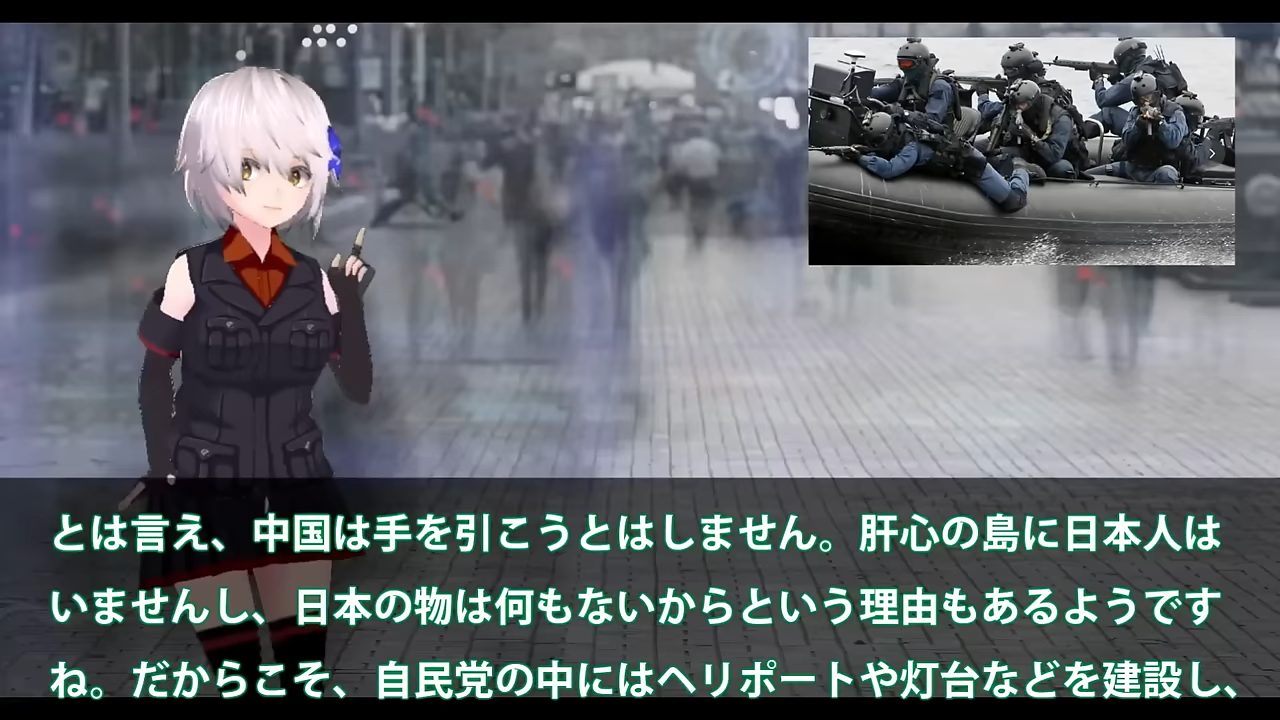 とは言え、中国は手を引こうとはしません。肝心の島に日本人は
いませんし、日本の物は何もないからという理由もあるようです
ね。だからこそ、自民党の中にはヘリポートや灯台などを建設し、